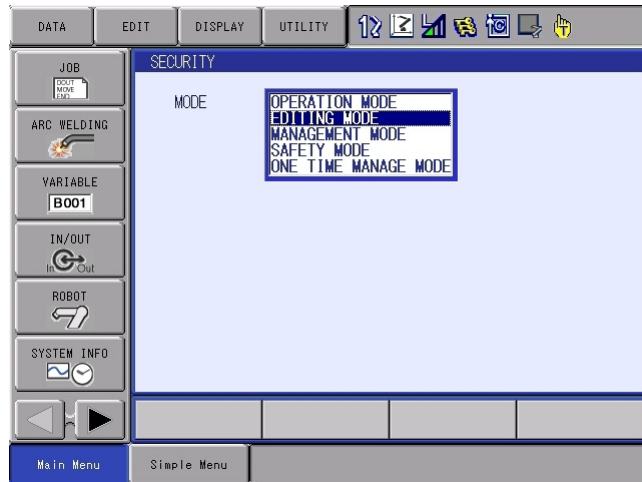 DATA
EDIT
DISPLAY
UTILITY
12
JOB
DOUT
MOVE
END
ARC WELDING
VARIABLE
B001
IN/OUT
In Out
ROBOT
SYSTEM INFO
SECURITY
MODE
OPERATION MODE
EDITING MODE
MANAGEMENT MODE
SAFETY MODE
ONE TIME MANAGE MODE
Main Menu
Simple Menu